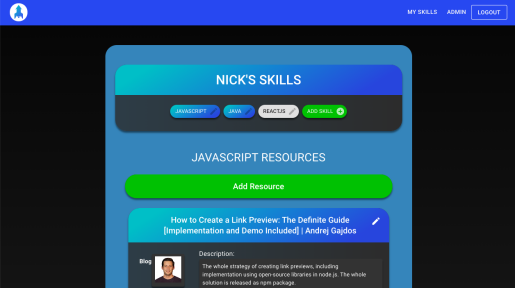 MY SKILLS ADMIN LOGOUT
NICK'S SKILLS
JAVASCRIPT JAVA REACTJS ADD SKILL
JAVASCRIPT RESOURCES
Add Resource
How to Create a Link Preview: The Definite Guide
[Implementation and Demo Included] | Andrej Gajdos
Blog
Description:
The whole strategy of creating link previews, including
implementation using open-source libraries in node.js. The whole
solution is released as npm package.